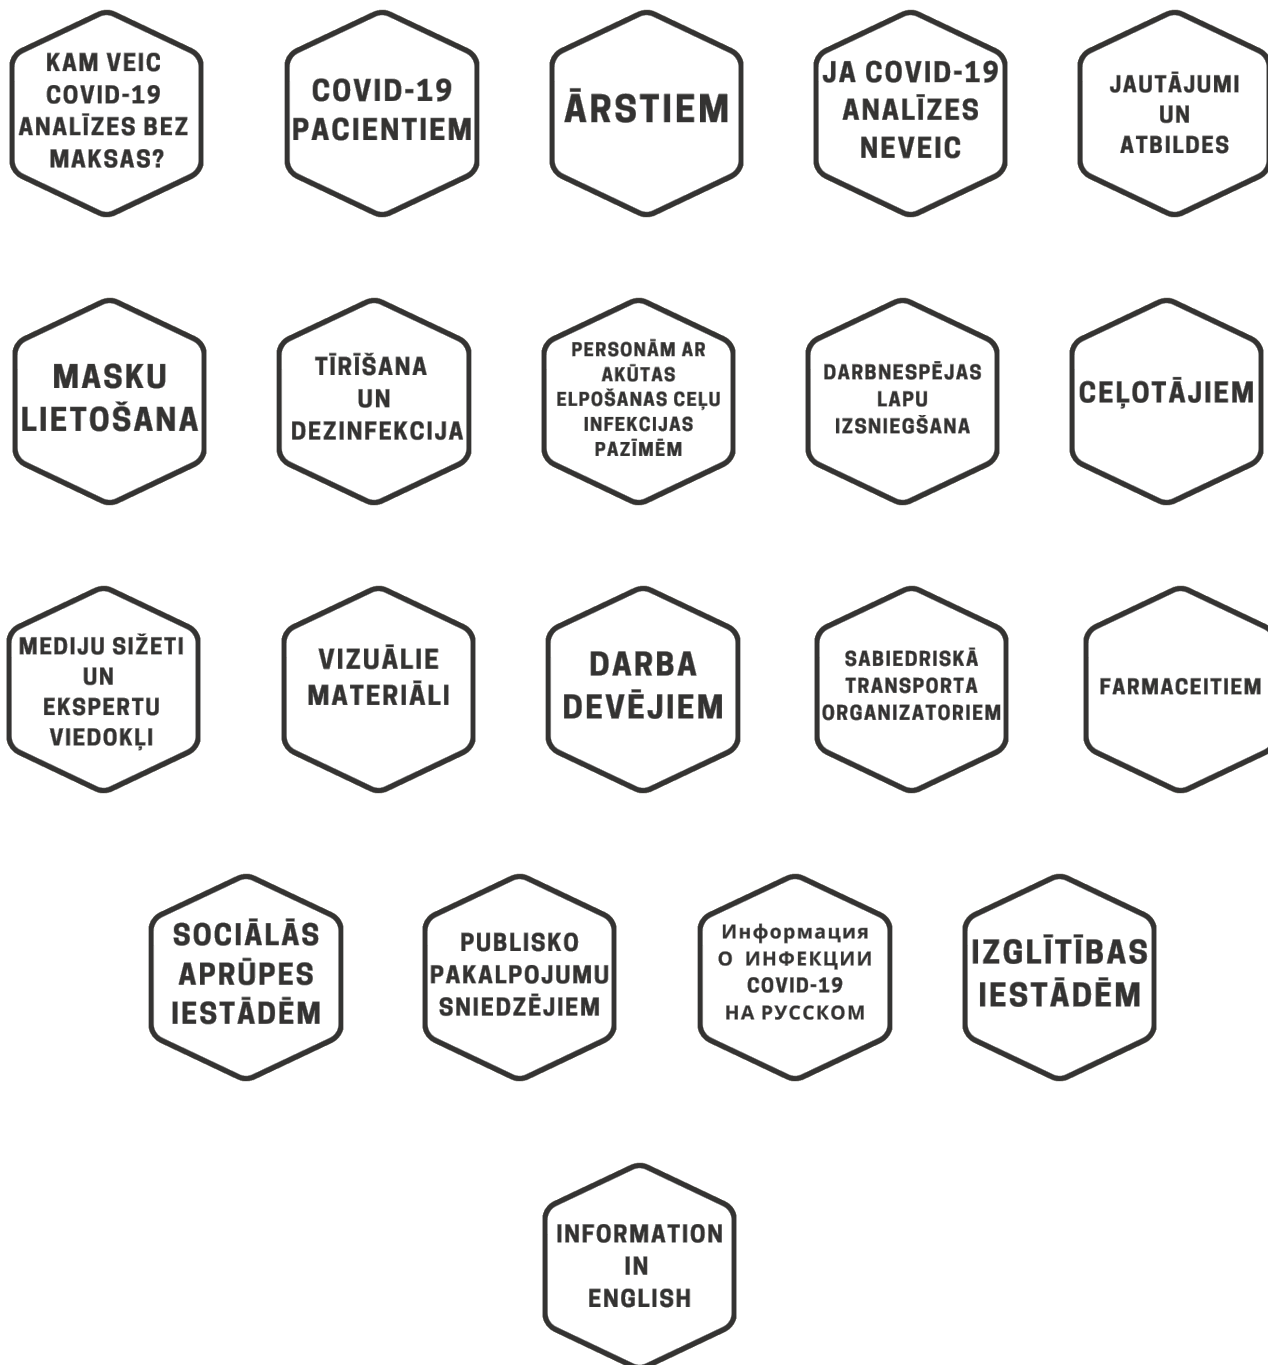 KAM VEIC
COVID-19
ANALĪZES BEZ
MAKSAS?
COVID-19
PACIENTIEM
ĀRSTIEM
JA COVID-19
ANALĪZES
NEVEIC
JAUTĀJUMI
UN
ATBILDES
MASKU
LIETOŠANA
TĪRĪŠANA
UN
DEZINFEKCIJA
PERSONĀM AR
AKŪTAS
ELPOŠANAS CEĻU
INFEKCIJAS
PAZĪMĒM
DARBNESPĒJAS
LAPU
IZSNIEGŠANA
CEĻOTĀJIEM
MEDIJU SIŽETI
UN
EKSPERTU
VIEDOKĻI
VIZUĀLIE
MATERIĀLI
DARBA
DEVĒJIEM
SABIEDRISKĀ
TRANSPORTA
ORGANIZATORIEM
FARMACEITIEM
SOCIĀLĀS
APRŪPES
IESTĀDĒM
PUBLISKO
PAKALPOJUMU
SNIEDZĒJIEM
Информация
О ИНФЕКЦИИ
COVID-19
НА РУССКОМ
IZGLĪTĪBAS
IESTĀDĒM
INFORMATION
IN
ENGLISH